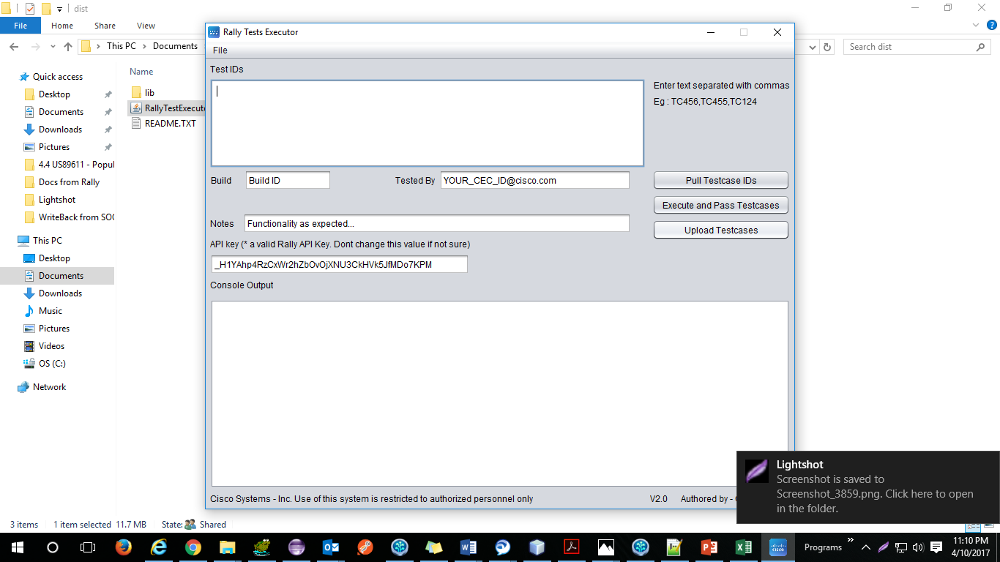 dist
File Home Share View
This PC Documents
Search dist
Quick access
Desktop
Documents
Downloads
Pictures
4.4 US89611 - Popul
Docs from Rally
Lightshot
WriteBack from SOC
This PC
Desktop
Documents
Downloads
Music
Pictures
Videos
OS (C:)
Network
Name
lib
RallyTestExecuto
README.TXT
Rally Tests Executor
File
Test IDs
Enter text separated with commas
Eg : TC456,TC455,TC124
Build Build ID Tested By YOUR_CEC_ID@cisco.com
Pull Testcase IDs
Execute and Pass Testcases
Notes Functionality as expected...
Upload Testcases
API key (* a valid Rally API Key. Dont change this value if not sure)
_H1YAhp4RzCxWr2hZbOvOjXNU3CkHVk5JfMDo7KPM
Console Output
Cisco Systems - Inc. Use of this system is restricted to authorized personnel only V2.0 Authored by -
Lightshot
Screenshot is saved to
Screenshot_3859.png. Click here to open
in the folder.
3 items 1 item selected 11.7 MB State: Shared
Programs
11:10 PM
4/10/2017